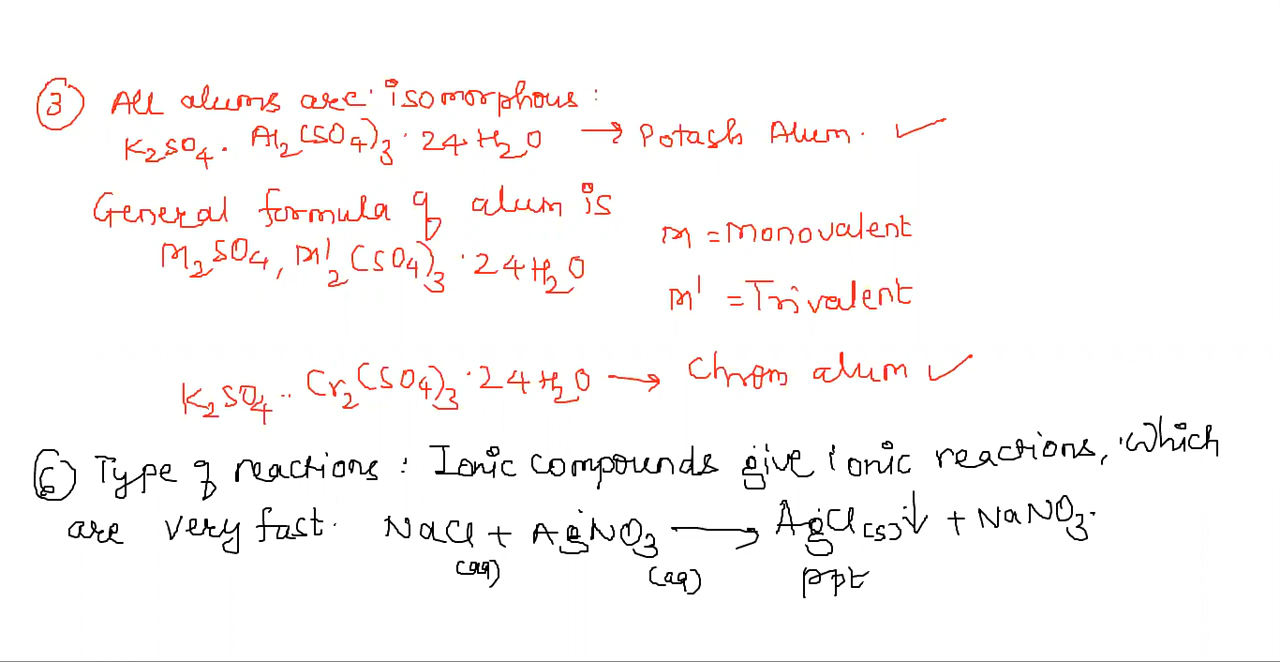 ③ All alums are isomorphous :
K₂SO₄ · Al₂(SO₄)₃ · 24H₂O → Potash Alum. ✓
General formula of alum is
M₂SO₄, M'₂(SO₄)₃ · 24H₂O
M = Monovalent
M' = Trivalent
K₂SO₄ ·· Cr₂(SO₄)₃ · 24H₂O → Chrom alum ✓
⑥ Type of reactions : Ionic compounds give ionic reactions, which
are very fast. NaCl (aq) + AgNO₃ (aq) → AgCl (s) ↓ + NaNO₃.
ppt